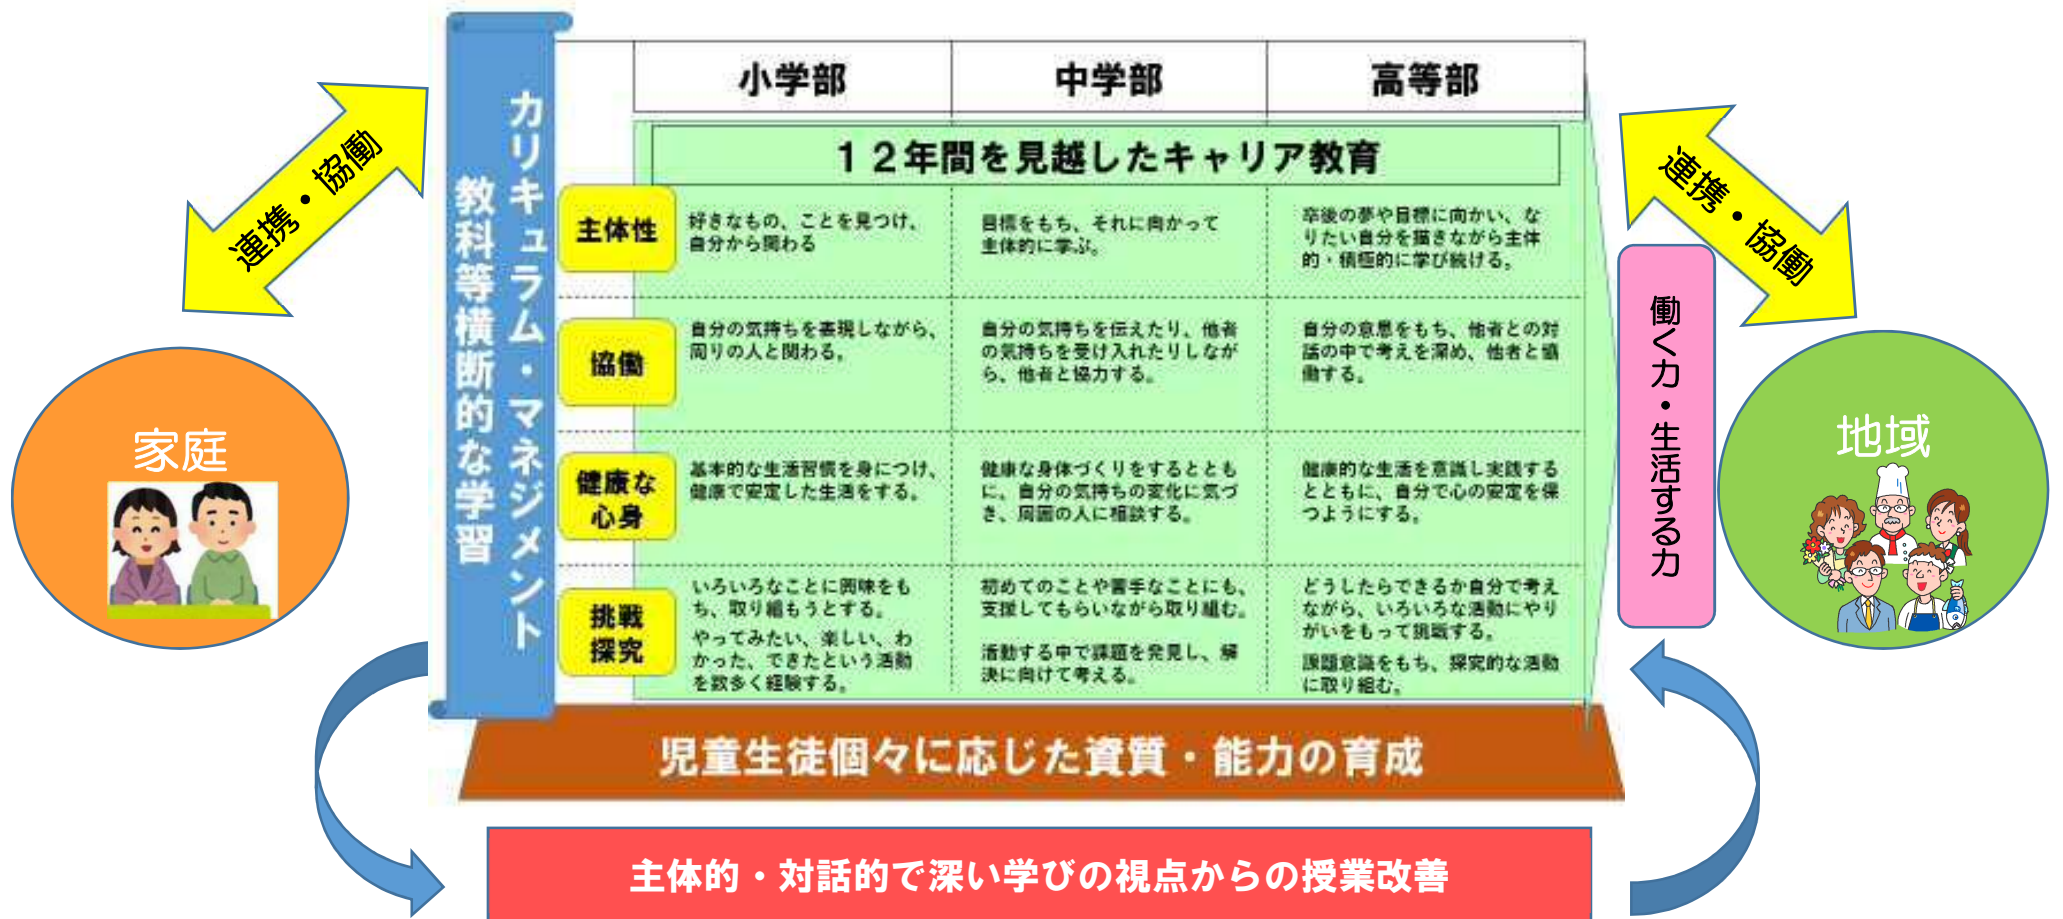 小学部
中学部
高等部
１２年間を見越したキャリア教育
カリキュラム・マネジメント
教科等横断的な学習
主体性
好きなもの、ことを見つけ、
自分から関わる
目標をもち、それに向かって
主体的に学ぶ。
卒後の夢や目標に向かい、な
りたい自分を描きながら主体
的・積極的に学び続ける。
協働
自分の気持ちを表現しながら、
周りの人と関わる。
自分の気持ちを伝えたり、他者
の気持ちを受け入れたりしなが
ら、他者と協力する。
自分の意思をもち、他者との対
話の中で考えを深め、他者と協
働する。
健康な
心身
基本的な生活習慣を身につけ、
健康で安定した生活をする。
健康な身体づくりをするととも
に、自分の気持ちの変化に気づ
き、周囲の人に相談する。
健康的な生活を意識し実践する
とともに、自分で心の安定を保
つようにする。
挑戦
探究
いろいろなことに興味をも
ち、取り組もうとする。
やってみたい、楽しい、わ
かった、できたという活動
を数多く経験する。
初めてのことや苦手なことにも、
支援してもらいながら取り組む。
活動する中で課題を発見し、解
決に向けて考える。
どうしたらできるか自分で考え
ながら、いろいろな活動にやり
がいをもって挑戦する。
課題意識をもち、探究的な活動
に取り組む。
児童生徒個々に応じた資質・能力の育成
主体的・対話的で深い学びの視点からの授業改善
連携・協働
家庭
連携・協働
働く力・生活する力
地域